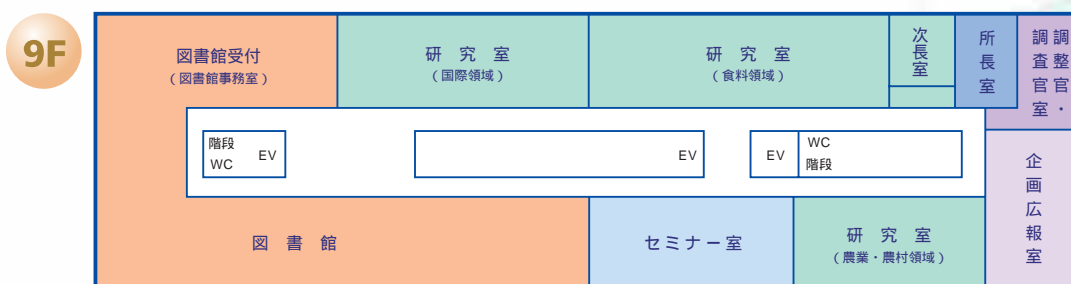 9F
図書館受付
(図書館事務室)
研究室
(国際領域)
研究室
(食料領域)
次長室
所長室
調整官・
調査官室
階段
WC
EV
EV
EV
WC
階段
企画広報室
図書館
セミナー室
研究室
(農業・農村領域)